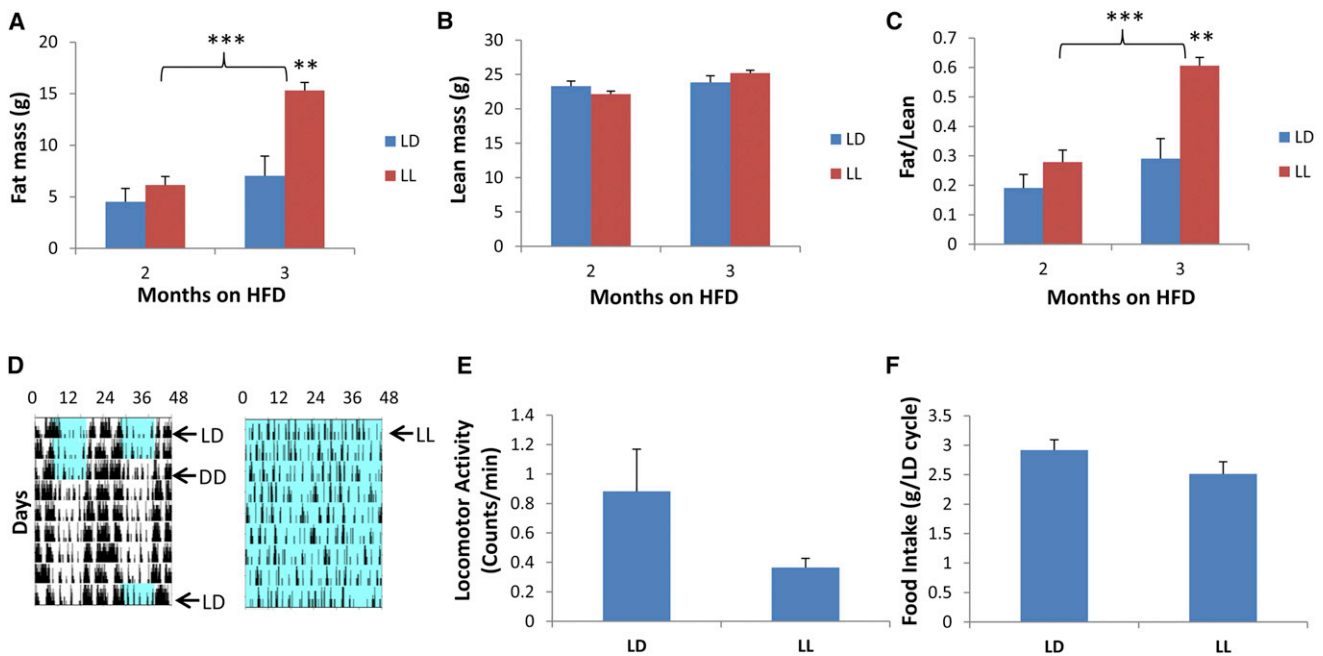 A
***
**
20
15
10
5
0
Fat mass (g)
LD
LL
2 3
Months on HFD
B
30
25
20
15
10
5
0
Lean mass (g)
LD
LL
2 3
Months on HFD
C
***
**
0.7
0.6
0.5
0.4
0.3
0.2
0.1
0
Fat/Lean
LD
LL
2 3
Months on HFD
D
0 12 24 36 48
Days
LD
DD
LD
0 12 24 36 48
LL
E
1.4
1.2
1
0.8
0.6
0.4
0.2
0
Locomotor Activity
(Counts/min)
LD LL
F
3.5
3
2.5
2
1.5
1
0.5
0
Food Intake (g/LD cycle)
LD LL